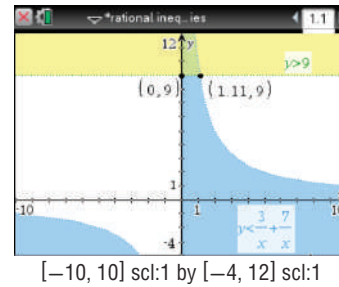 *rational ineq...ies 1.1
12 y
y>9
(0,9) (1.11,9)
1
-10 1 10
y<3/x+7/x
-4
[–10, 10] scl:1 by [–4, 12] scl:1